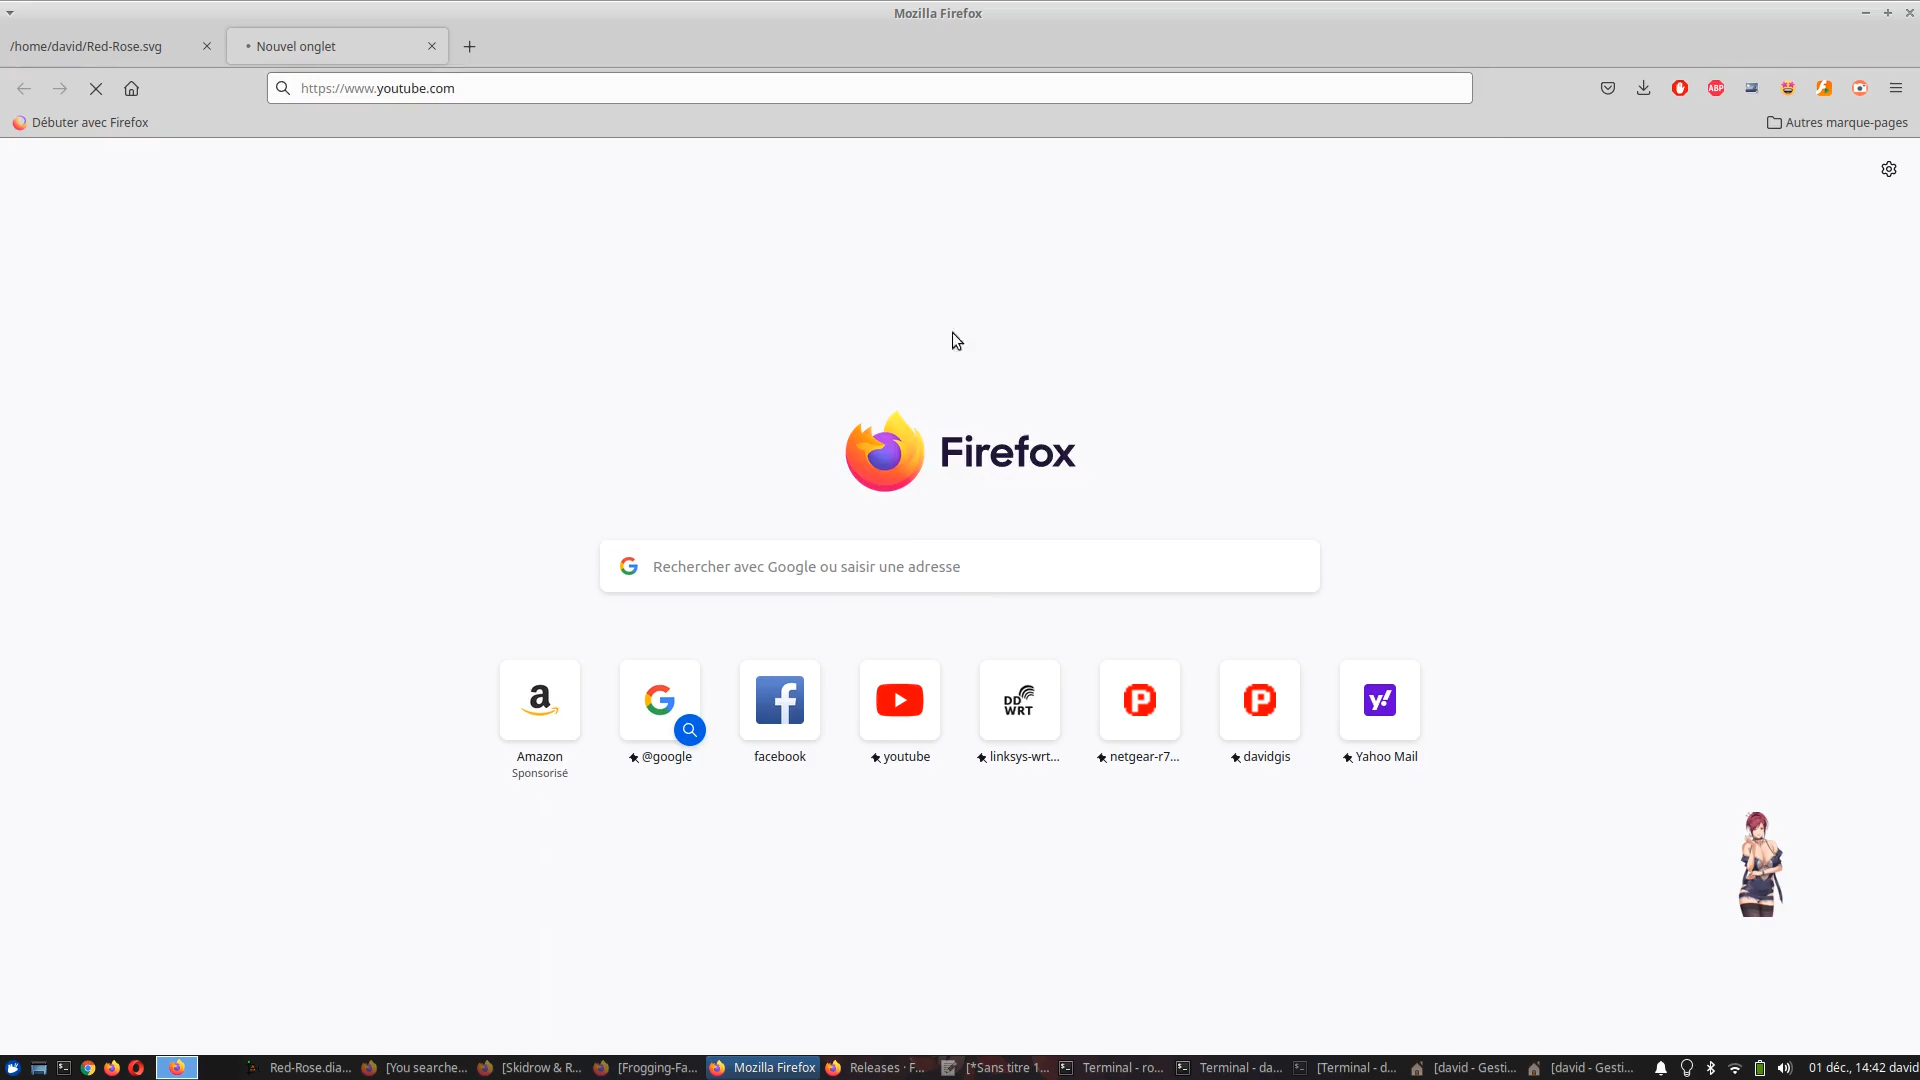 Mozilla Firefox
/home/david/Red-Rose.svg
Nouvel onglet
https://www.youtube.com
ABP
Débuter avec Firefox
Autres marque-pages
Firefox
Rechercher avec Google ou saisir une adresse
a
DD
WRT
P
P
y!
Amazon
@google
facebook
youtube
linksys-wrt...
netgear-r7...
davidgis
Yahoo Mail
Sponsorisé
Red-Rose.dia...
[You searche...
[Skidrow & R...
[Frogging-Fa...
Mozilla Firefox
Releases · F...
[*Sans titre 1...
Terminal - ro...
Terminal - da...
[Terminal - d...
[david - Gesti...
[david - Gesti...
01 déc., 14:42 david